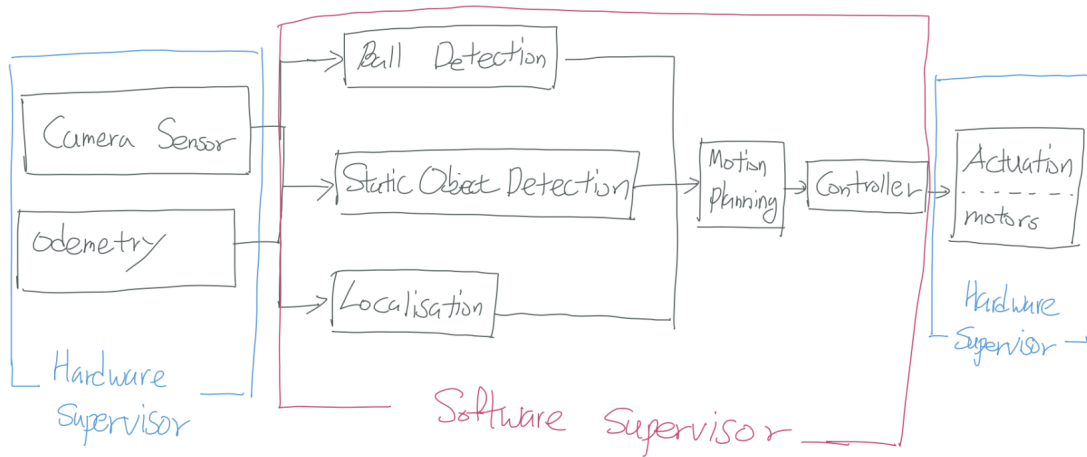 Ball Detection
Camera Sensor
Static Object Detection
Motion
Planning
Controller
Actuation
motors
odemetry
Localisation
Hardware
Supervisor
Hardware
Supervisor
Software Supervisor